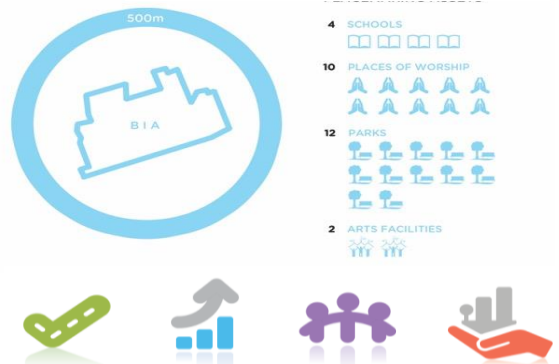 500m
BIA
4 SCHOOLS
10 PLACES OF WORSHIP
12 PARKS
2 ARTS FACILITIES